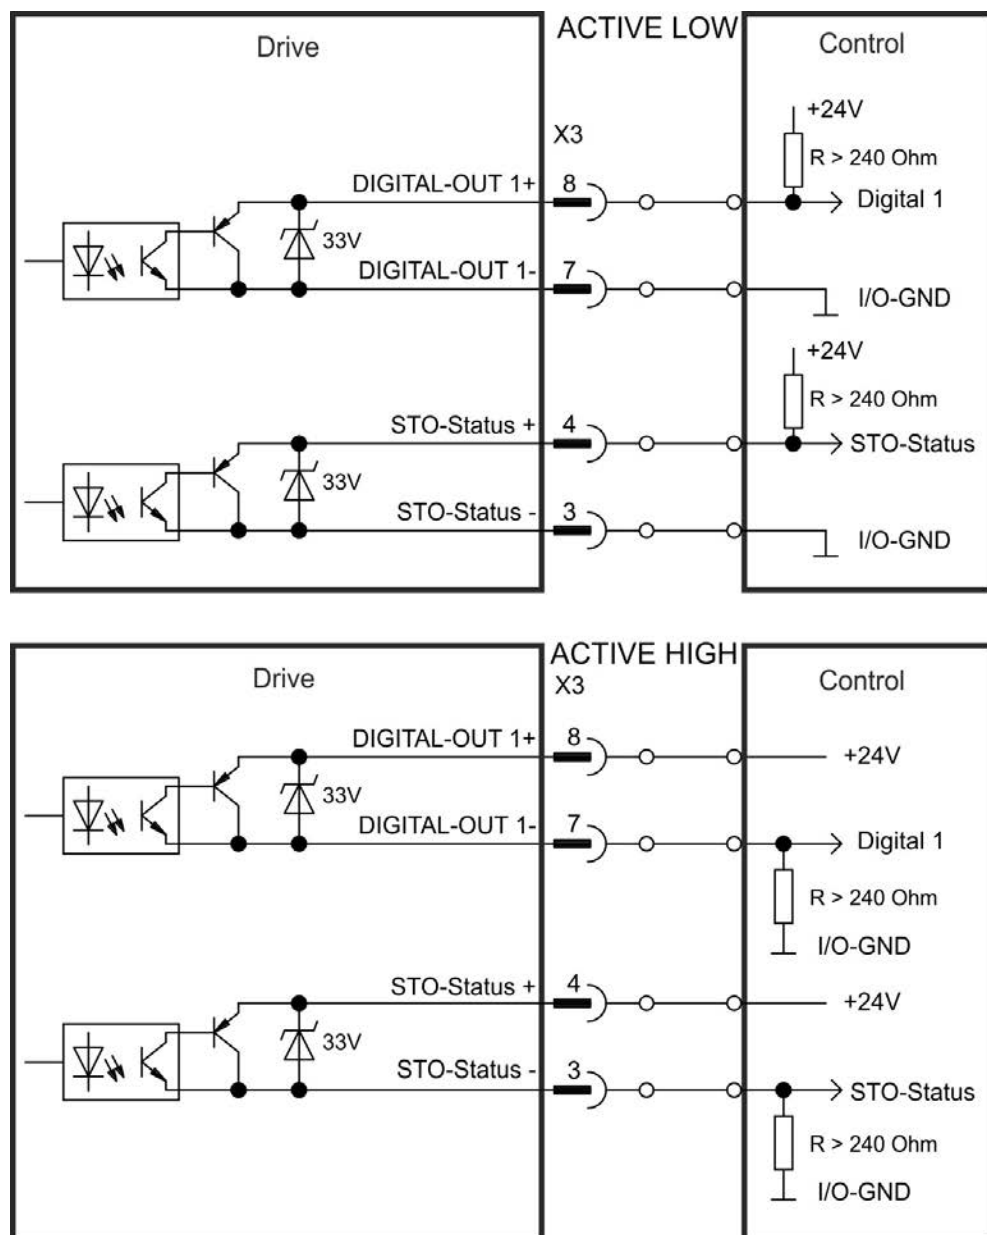 ACTIVE LOW
Drive
Control
+24V
X3
R > 240 Ohm
DIGITAL-OUT 1+
8
Digital 1
33V
DIGITAL-OUT 1-
7
I/O-GND
+24V
R > 240 Ohm
STO-Status +
4
STO-Status
33V
STO-Status -
3
I/O-GND
ACTIVE HIGH
Drive
X3
Control
DIGITAL-OUT 1+
8
+24V
33V
DIGITAL-OUT 1-
7
Digital 1
R > 240 Ohm
I/O-GND
STO-Status +
4
+24V
33V
STO-Status -
3
STO-Status
R > 240 Ohm
I/O-GND